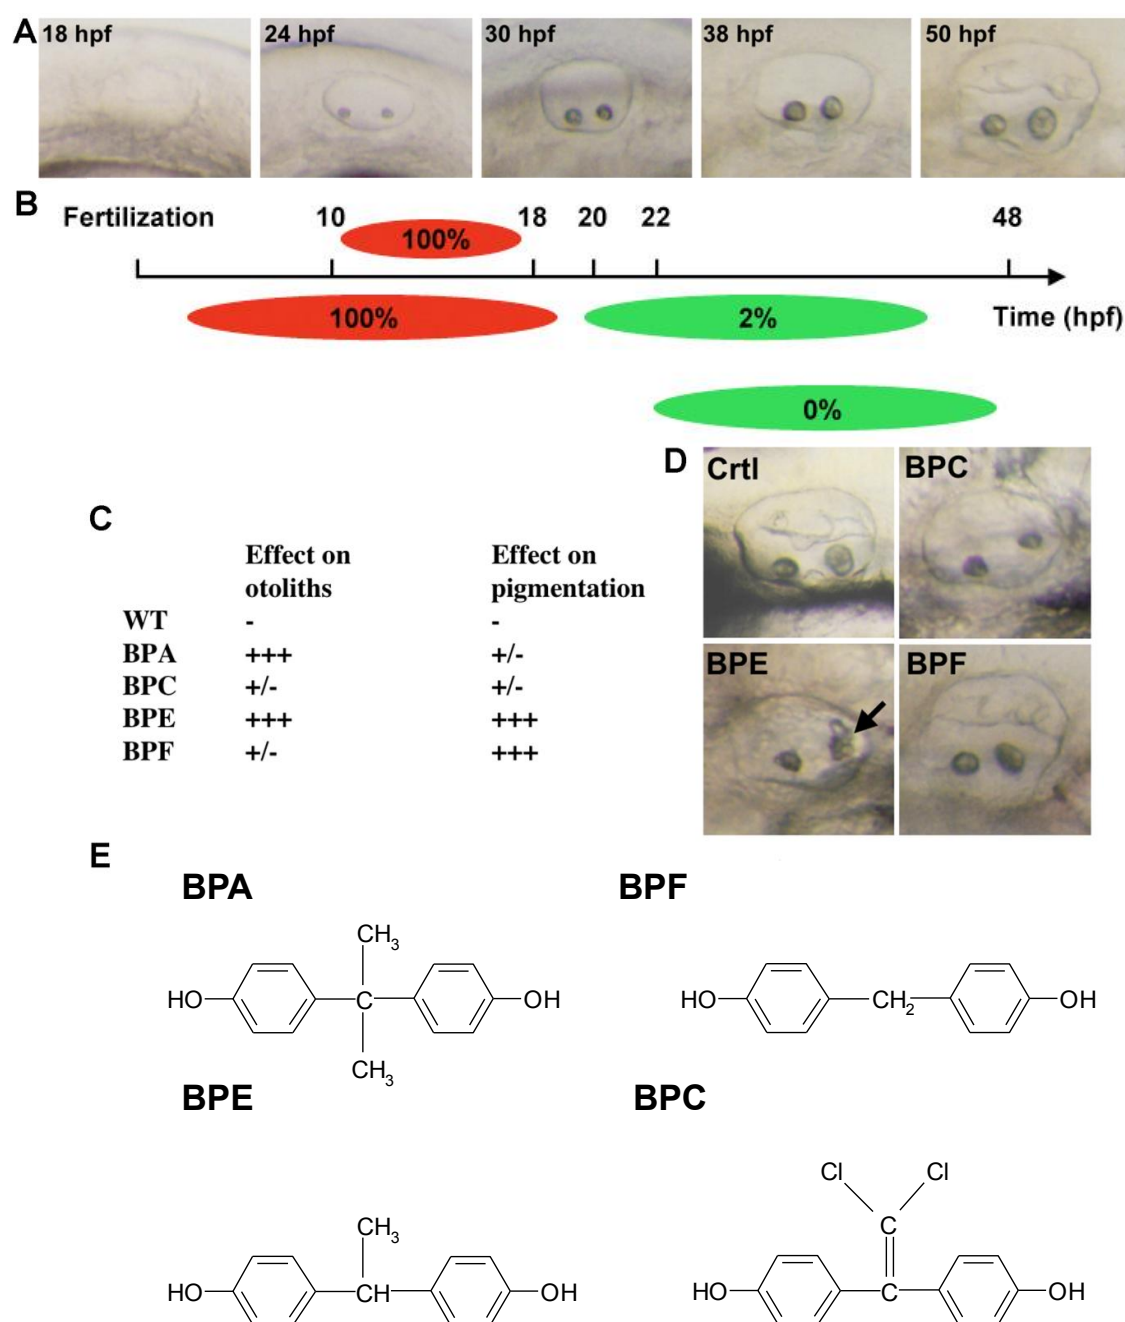 A
18 hpf
24 hpf
30 hpf
38 hpf
50 hpf
B
Fertilization
10
18
20
22
48
100%
100%
2%
Time (hpf)
0%
C
Effect on otoliths
Effect on pigmentation
WT - -
BPA +++ +/-
BPC +/- +/-
BPE +++ +++
BPF +/- +++
D
Crtl
BPC
BPE
BPF
E
BPA
BPF
CH3
HO
C
OH
CH3
HO
CH2
OH
BPE
BPC
CH3
HO
CH
OH
Cl
Cl
C
HO
C
OH